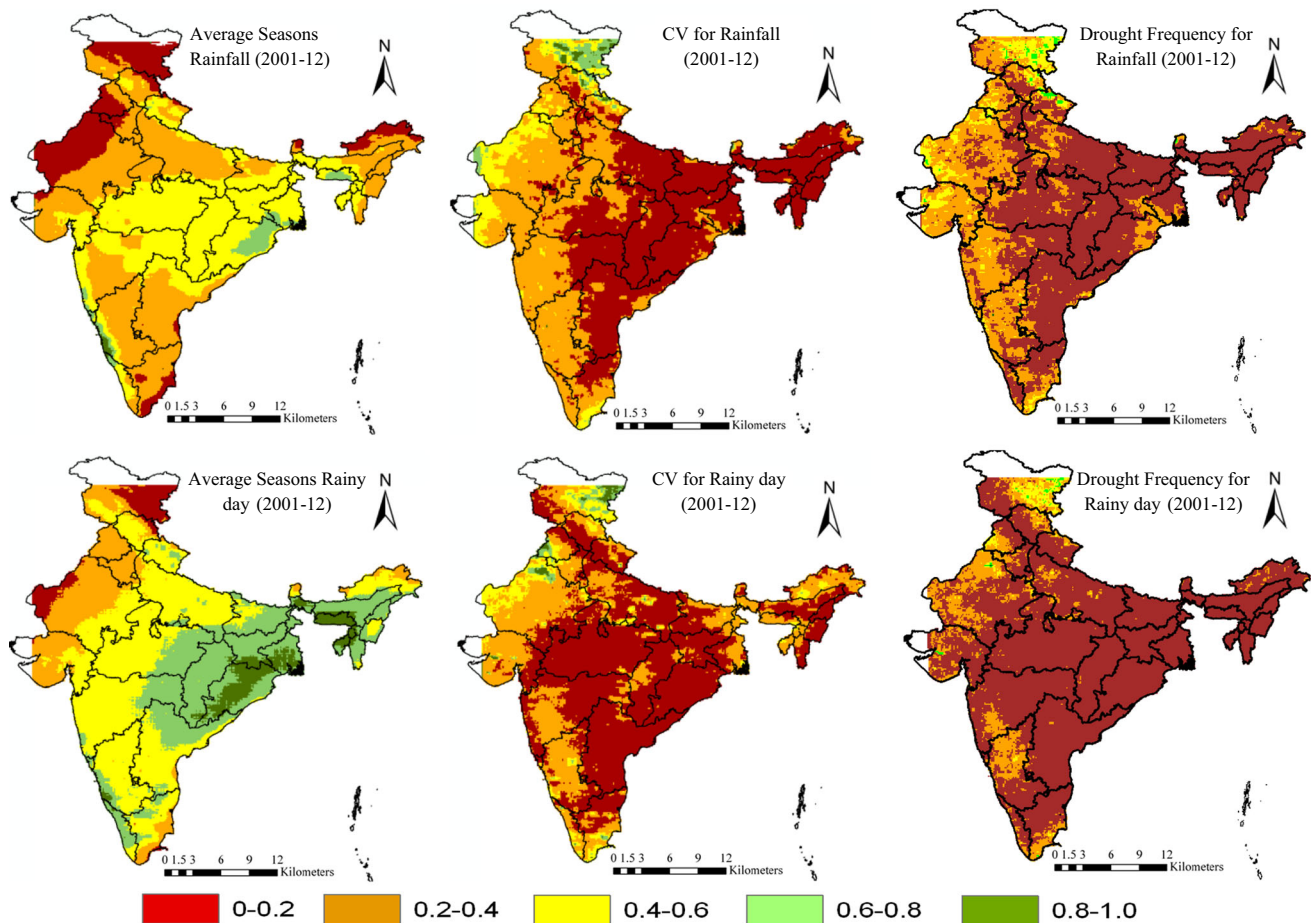 Average Seasons
Rainfall (2001-12)
N
0 1.5 3 6 9 12
Kilometers
CV for Rainfall
(2001-12)
N
0 1.5 3 6 9 12
Kilometers
Drought Frequency for
Rainfall (2001-12)
N
0 1.5 3 6 9 12
Kilometers
Average Seasons Rainy
day (2001-12)
N
0 1.5 3 6 9 12
Kilometers
CV for Rainy day
(2001-12)
N
0 1.5 3 6 9 12
Kilometers
Drought Frequency for
Rainy day (2001-12)
N
0 1.5 3 6 9 12
Kilometers
0-0.2 0.2-0.4 0.4-0.6 0.6-0.8 0.8-1.0